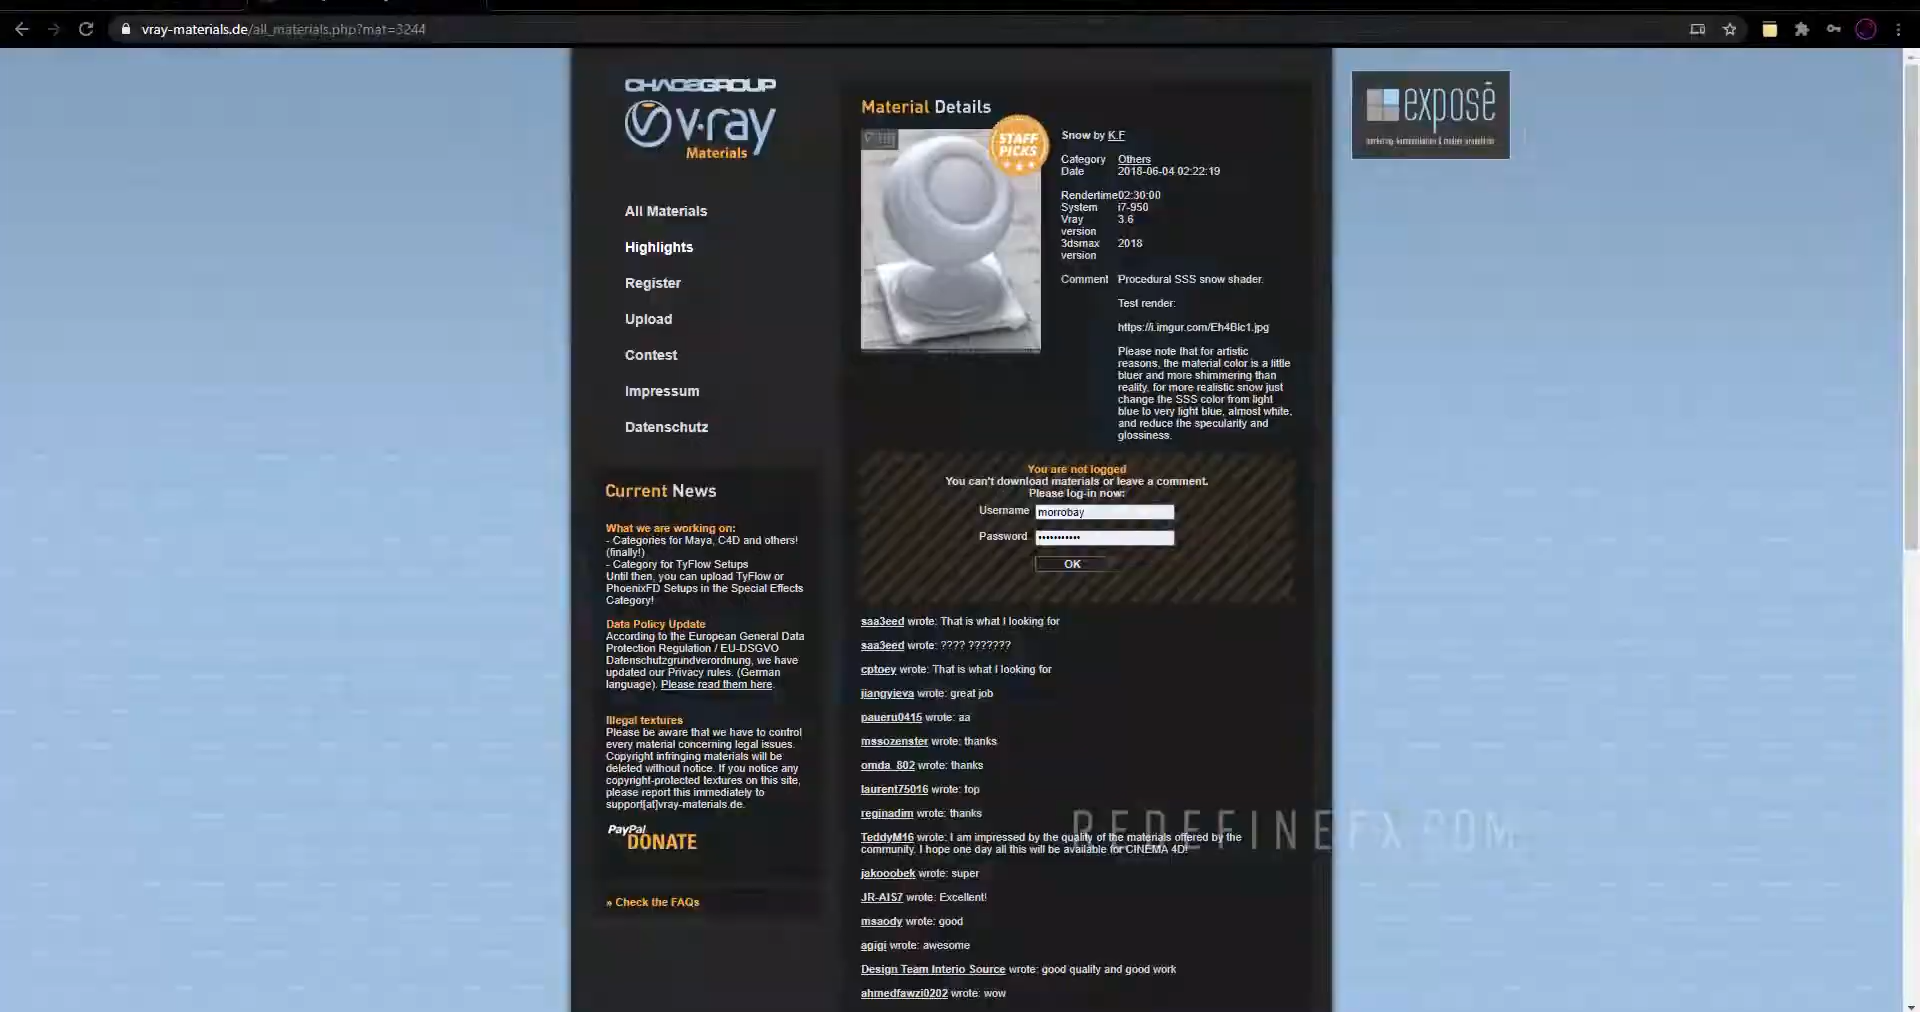 vray-materials.de/all_materials.php?mat=3244
CHAOSGROUP
v·ray
Materials
All Materials
Highlights
Register
Upload
Contest
Impressum
Datenschutz
Current News
What we are working on:
- Categories for Maya, C4D and others!
(finally!)
- Category for TyFlow Setups
Until then, you can upload TyFlow or
PhoenixFD Setups in the Special Effects
Category!
Data Policy Update
According to the European General Data
Protection Regulation / EU-DSGVO
Datenschutzgrundverordnung, we have
updated our Privacy rules. (German
language). Please read them here.
Illegal textures
Please be aware that we have to control
every material concerning legal issues.
Copyright infringing materials will be
deleted without notice. If you notice any
copyright-protected textures on this site,
please report this immediately to
support[at]vray-materials.de.
PayPal
DONATE
» Check the FAQs
Material Details
STAFF
PICKS
Snow by K.F
Category Others
Date 2018-06-04 02:22:19
Rendertime 02:30:00
System i7-950
Vray 3.6
version
3dsmax 2018
version
Comment Procedural SSS snow shader.
Test render:
https://i.imgur.com/Eh4BIc1.jpg
Please note that for artistic
reasons, the material color is a little
bluer and more shimmering than
reality, for more realistic snow just
change the SSS color from light
blue to very light blue, almost white,
and reduce the specularity and
glossiness.
You are not logged
You can't download materials or leave a comment.
Please log-in now:
Username morrobay
Password •••••••••••
OK
saa3eed wrote: That is what I looking for
saa3eed wrote: ???? ???????
cptoey wrote: That is what I looking for
jiangyieva wrote: great job
paueru0415 wrote: aa
mssozenster wrote: thanks
omda_802 wrote: thanks
laurent75016 wrote: top
reginadim wrote: thanks
TeddyM16 wrote: I am impressed by the quality of the materials offered by the
community. I hope one day all this will be available for CINEMA 4D!
jakooobek wrote: super
JR-AIS7 wrote: Excellent!
msaody wrote: good
agigi wrote: awesome
Design Team Interio Source wrote: good quality and good work
ahmedfawzi0202 wrote: wow
exposé
REDEFINEFX.COM